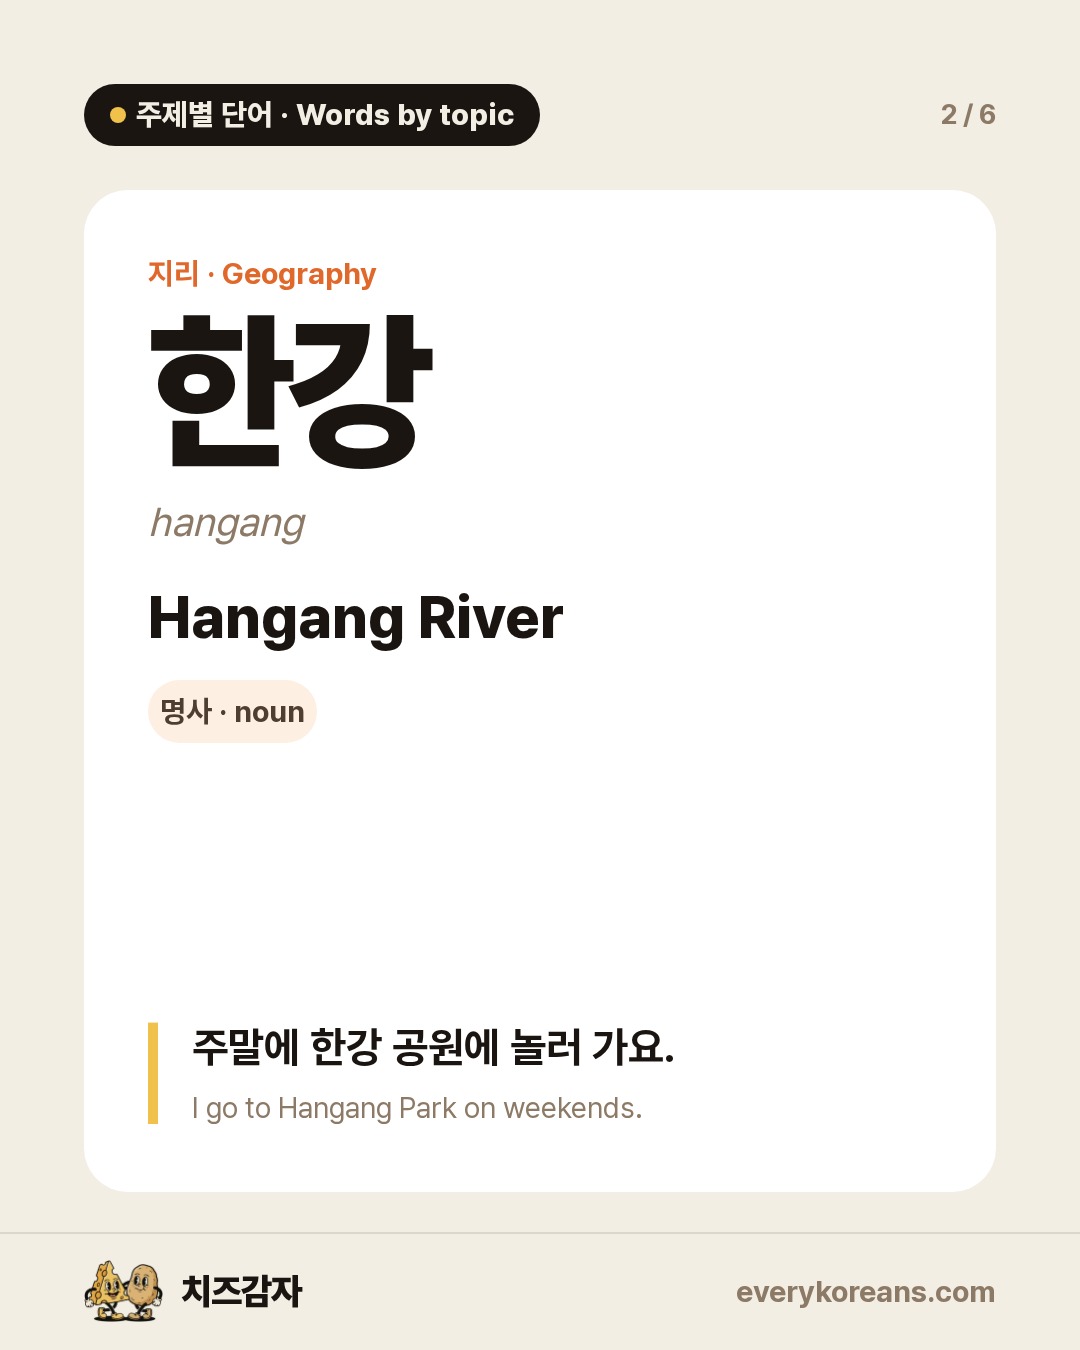 주제별 단어 · Words by topic
2 / 6
지리 · Geography
한강
hangang
Hangang River
명사 · noun
주말에 한강 공원에 놀러 가요.
I go to Hangang Park on weekends.
치즈감자
everykoreans.com